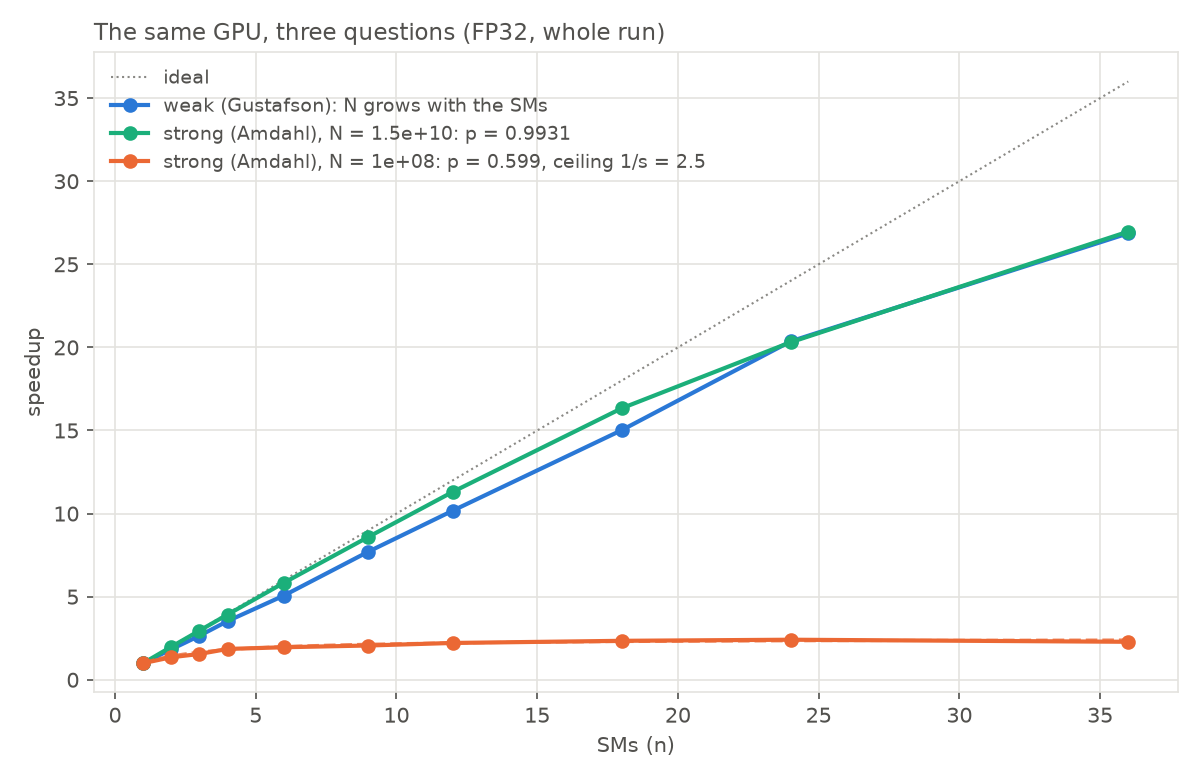 The same GPU, three questions (FP32, whole run)
ideal
weak (Gustafson): N grows with the SMs
strong (Amdahl), N = 1.5e+10: p = 0.9931
strong (Amdahl), N = 1e+08: p = 0.599, ceiling 1/s = 2.5
speedup
35
30
25
20
15
10
5
0
0 5 10 15 20 25 30 35
SMs (n)